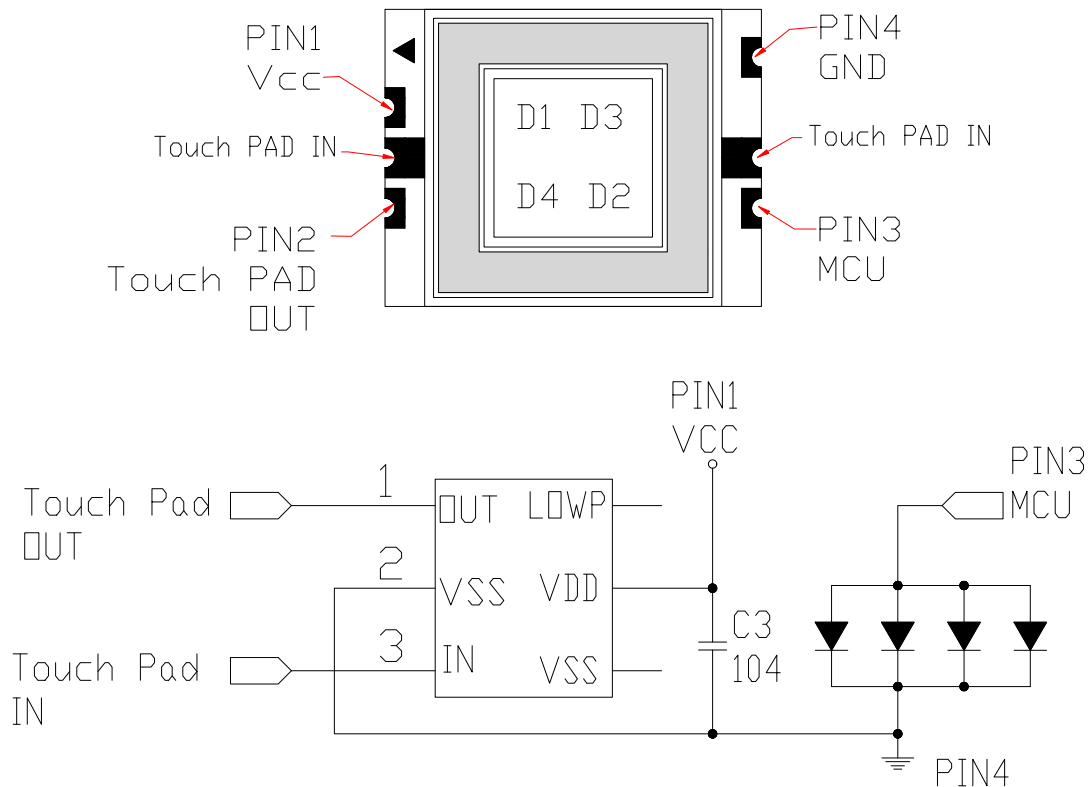 PIN1
Vcc
PIN4
GND
D1 D3
Touch PAD IN
Touch PAD IN
D4 D2
PIN2
Touch PAD
OUT
PIN3
MCU
PIN1
VCC
PIN3
MCU
Touch Pad
OUT
1
OUT
LOWP
2
VSS
VDD
C3
104
Touch Pad
IN
3
IN
VSS
PIN4